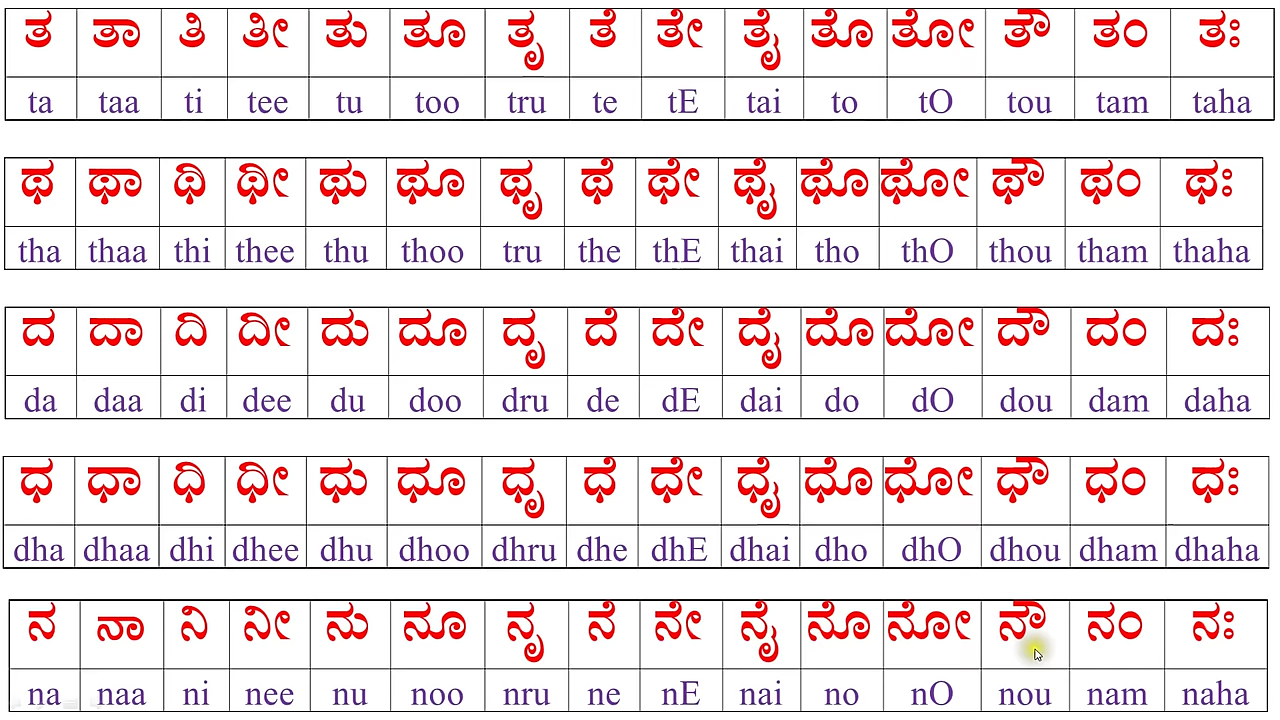 ತ ತಾ ತಿ ತೀ ತು ತೂ ತೃ ತೆ ತೇ ತೈ ತೊ ತೋ ತೌ ತಂ ತಃ
ta taa ti tee tu too tru te tE tai to tO tou tam taha
ಥ ಥಾ ಥಿ ಥೀ ಥು ಥೂ ಥೃ ಥೆ ಥೇ ಥೈ ಥೊ ಥೋ ಥೌ ಥಂ ಥಃ
tha thaa thi thee thu thoo tru the thE thai tho thO thou tham thaha
ದ ದಾ ದಿ ದೀ ದು ದೂ ದೃ ದೆ ದೇ ದೈ ದೊ ದೋ ದೌ ದಂ ದಃ
da daa di dee du doo dru de dE dai do dO dou dam daha
ಧ ಧಾ ಧಿ ಧೀ ಧು ಧೂ ಧೃ ಧೆ ಧೇ ಧೈ ಧೊ ಧೋ ಧೌ ಧಂ ಧಃ
dha dhaa dhi dhee dhu dhoo dhru dhe dhE dhai dho dhO dhou dham dhaha
ನ ನಾ ನಿ ನೀ ನು ನೂ ನೃ ನೆ ನೇ ನೈ ನೊ ನೋ ನೌ ನಂ ನಃ
na naa ni nee nu noo nru ne nE nai no nO nou nam naha